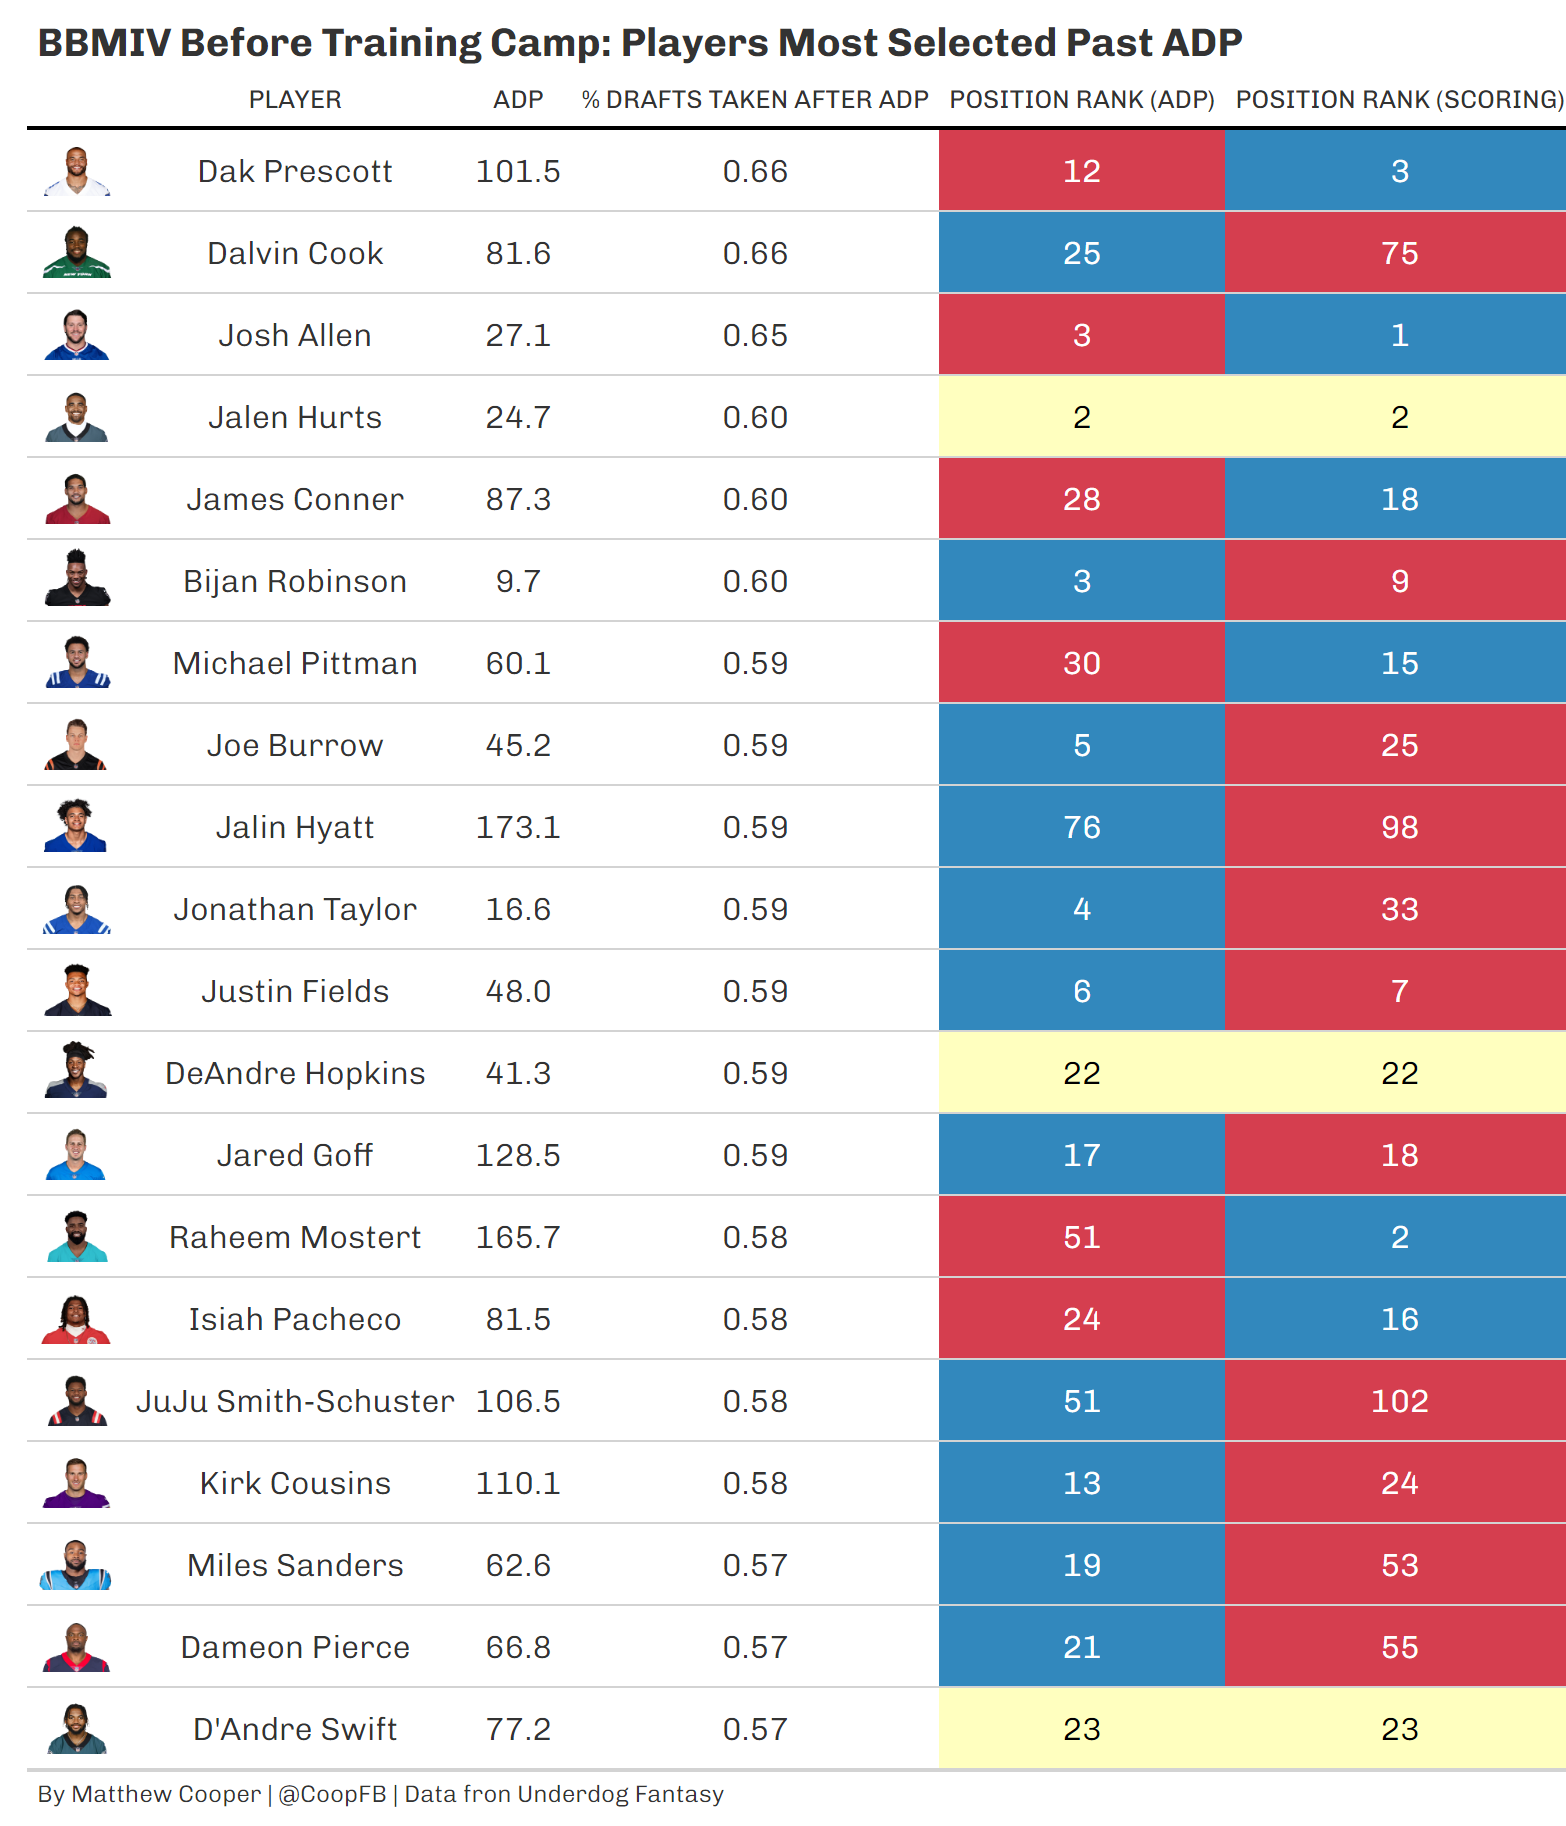 BBMIV Before Training Camp: Players Most Selected Past ADP
PLAYER ADP % DRAFTS TAKEN AFTER ADP POSITION RANK (ADP) POSITION RANK (SCORING)
Dak Prescott 101.5 0.66 12 3
Dalvin Cook 81.6 0.66 25 75
Josh Allen 27.1 0.65 3 1
Jalen Hurts 24.7 0.60 2 2
James Conner 87.3 0.60 28 18
Bijan Robinson 9.7 0.60 3 9
Michael Pittman 60.1 0.59 30 15
Joe Burrow 45.2 0.59 5 25
Jalin Hyatt 173.1 0.59 76 98
Jonathan Taylor 16.6 0.59 4 33
Justin Fields 48.0 0.59 6 7
DeAndre Hopkins 41.3 0.59 22 22
Jared Goff 128.5 0.59 17 18
Raheem Mostert 165.7 0.58 51 2
Isiah Pacheco 81.5 0.58 24 16
JuJu Smith-Schuster 106.5 0.58 51 102
Kirk Cousins 110.1 0.58 13 24
Miles Sanders 62.6 0.57 19 53
Dameon Pierce 66.8 0.57 21 55
D'Andre Swift 77.2 0.57 23 23
By Matthew Cooper | @CoopFB | Data fron Underdog Fantasy